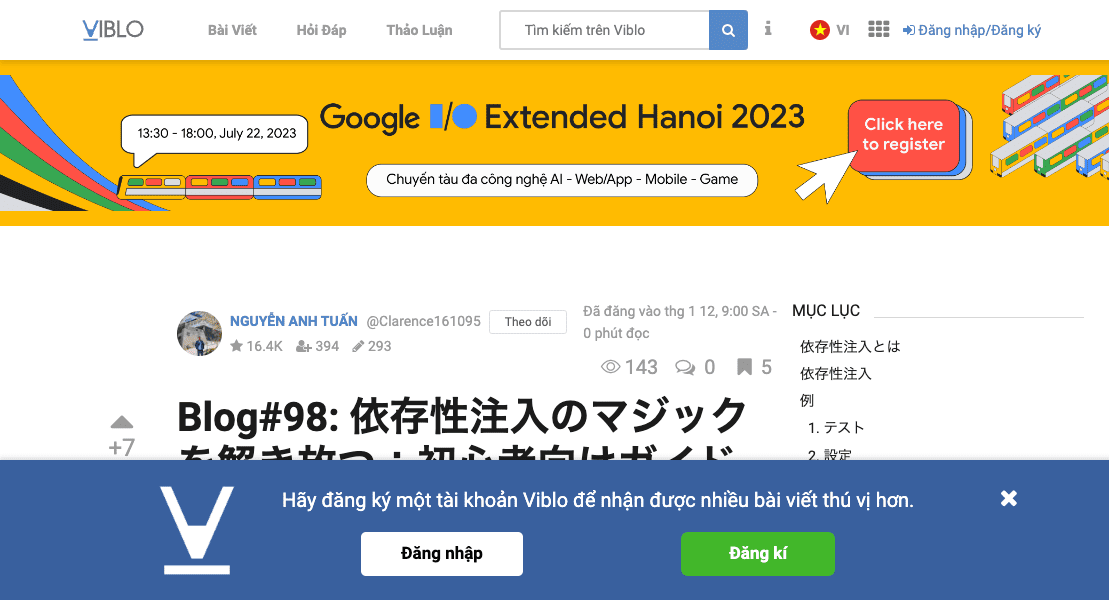 VIBLO
Bài Viết
Hỏi Đáp
Thảo Luận
Tìm kiếm trên Viblo
VI
Đăng nhập/Đăng ký
13:30 - 18:00, July 22, 2023
Google I/O Extended Hanoi 2023
Chuyến tàu đa công nghệ AI - Web/App - Mobile - Game
Click here
to register
NGUYỄN ANH TUẤN @Clarence161095
Theo dõi
16.4K 394 293
Đã đăng vào thg 1 12, 9:00 SA -
0 phút đọc
143 0 5
MỤC LỤC
依存性注入とは
依存性注入
例
1. テスト
2. 設定
+7
Blog#98: 依存性注入のマジック
を解き放つ：初心者向けガイド
Hãy đăng ký một tài khoản Viblo để nhận được nhiều bài viết thú vị hơn.
Đăng nhập
Đăng kí